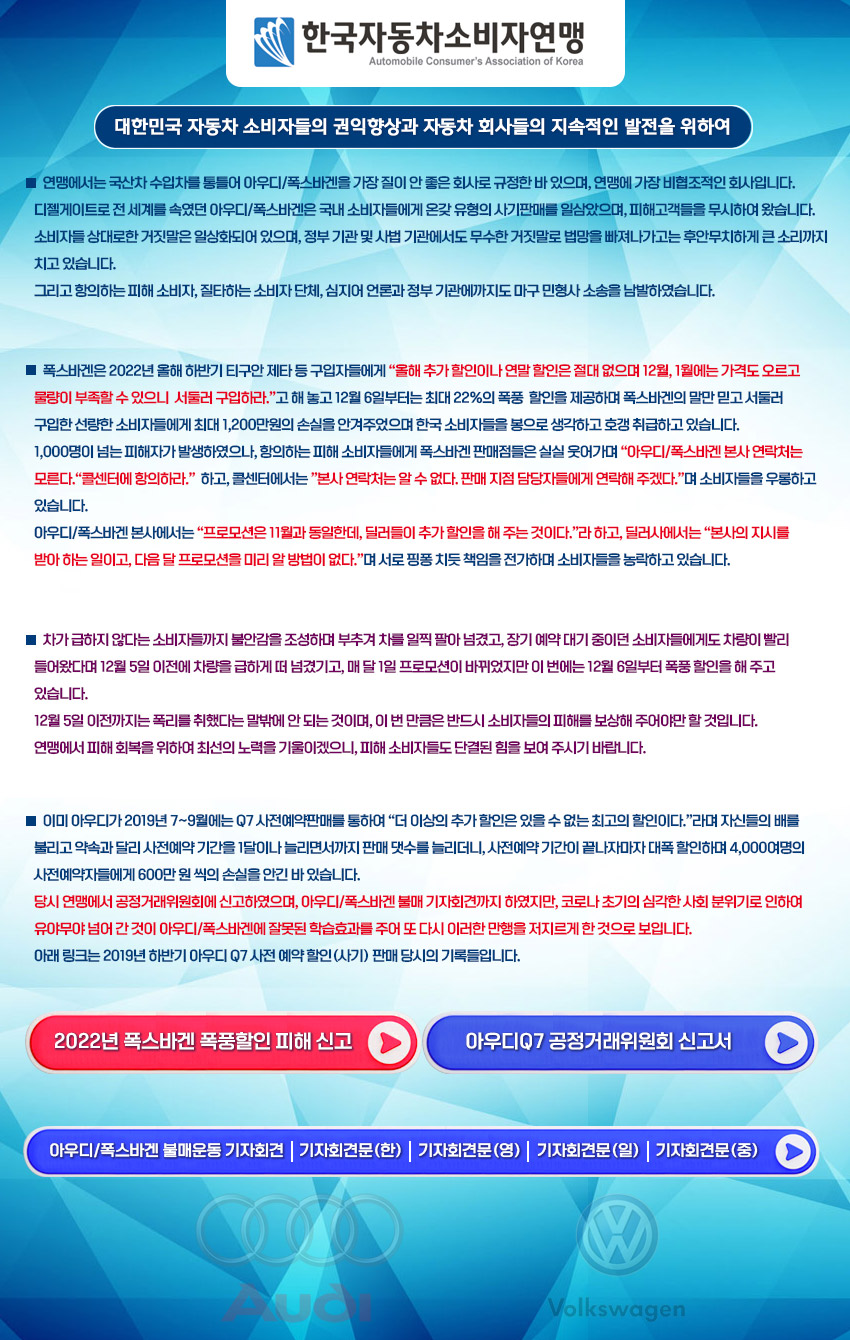 한국자동차소비자연맹
Automobile Consumer's Association of Korea
대한민국 자동차 소비자들의 권익향상과 자동차 회사들의 지속적인 발전을 위하여
■ 연맹에서는 국산차 수입차를 통틀어 아우디/폭스바겐을 가장 질이 안 좋은 회사로 규정한 바 있으며, 연맹에 가장 비협조적인 회사입니다.
디젤게이트로 전 세계를 속였던 아우디/폭스바겐은 국내 소비자들에게 온갖 유형의 사기판매를 일삼았으며, 피해고객들을 무시하여 왔습니다.
소비자들 상대로한 거짓말은 일상화되어 있으며, 정부 기관 및 사법 기관에서도 무수한 거짓말로 법망을 빠져나가고는 후안무치하게 큰 소리까지
치고 있습니다.
그리고 항의하는 피해 소비자, 질타하는 소비자 단체, 심지어 언론과 정부 기관에까지도 마구 민형사 소송을 남발하였습니다.
■ 폭스바겐은 2022년 올해 하반기 티구안 제타 등 구입자들에게 “올해 추가 할인이나 연말 할인은 절대 없으며 12월, 1월에는 가격도 오르고
물량이 부족할 수 있으니 서둘러 구입하라.”고 해 놓고 12월 6일부터는 최대 22%의 폭풍 할인을 제공하며 폭스바겐의 말만 믿고 서둘러
구입한 선량한 소비자들에게 최대 1,200만원의 손실을 안겨주었으며 한국 소비자들을 봉으로 생각하고 호갱 취급하고 있습니다.
1,000명이 넘는 피해자가 발생하였으나, 항의하는 피해 소비자들에게 폭스바겐 판매점들은 실실 웃어가며 “아우디/폭스바겐 본사 연락처는
모른다.“콜센터에 항의하라.” 하고, 콜센터에서는 ”본사 연락처는 알 수 없다. 판매 지점 담당자들에게 연락해 주겠다.”며 소비자들을 우롱하고
있습니다.
아우디/폭스바겐 본사에서는 “프로모션은 11월과 동일한데, 딜러들이 추가 할인을 해 주는 것이다.”라 하고, 딜러사에서는 “본사의 지시를
받아 하는 일이고, 다음 달 프로모션을 미리 알 방법이 없다.”며 서로 핑퐁 치듯 책임을 전가하며 소비자들을 농락하고 있습니다.
■ 차가 급하지 않다는 소비자들까지 불안감을 조성하며 부추겨 차를 일찍 팔아 넘겼고, 장기 예약 대기 중이던 소비자들에게도 차량이 빨리
들어왔다며 12월 5일 이전에 차량을 급하게 떠 넘겼기고, 매 달 1일 프로모션이 바뀌었지만 이 번에는 12월 6일부터 폭풍 할인을 해 주고
있습니다.
12월 5일 이전까지는 폭리를 취했다는 말밖에 안 되는 것이며, 이 번 만큼은 반드시 소비자들의 피해를 보상해 주어야만 할 것입니다.
연맹에서 피해 회복을 위하여 최선의 노력을 기울이겠으니, 피해 소비자들도 단결된 힘을 보여 주시기 바랍니다.
■ 이미 아우디가 2019년 7~9월에는 Q7 사전예약판매를 통하여 “더 이상의 추가 할인은 있을 수 없는 최고의 할인이다.”라며 자신들의 배를
불리고 약속과 달리 사전예약 기간을 1달이나 늘리면서까지 판매 댓수를 늘리더니, 사전예약 기간이 끝나자마자 대폭 할인하며 4,000여명의
사전예약자들에게 600만 원 씩의 손실을 안긴 바 있습니다.
당시 연맹에서 공정거래위원회에 신고하였으며, 아우디/폭스바겐 불매 기자회견까지 하였지만, 코로나 초기의 심각한 사회 분위기로 인하여
유야무야 넘어 간 것이 아우디/폭스바겐에 잘못된 학습효과를 주어 또 다시 이러한 만행을 저지르게 한 것으로 보입니다.
아래 링크는 2019년 하반기 아우디 Q7 사전 예약 할인(사기) 판매 당시의 기록들입니다.
2022년 폭스바겐 폭풍할인 피해 신고
아우디Q7 공정거래위원회 신고서
아우디/폭스바겐 불매운동 기자회견 | 기자회견문(한) | 기자회견문(영) | 기자회견문(일) | 기자회견문(중)
Audi
Volkswagen